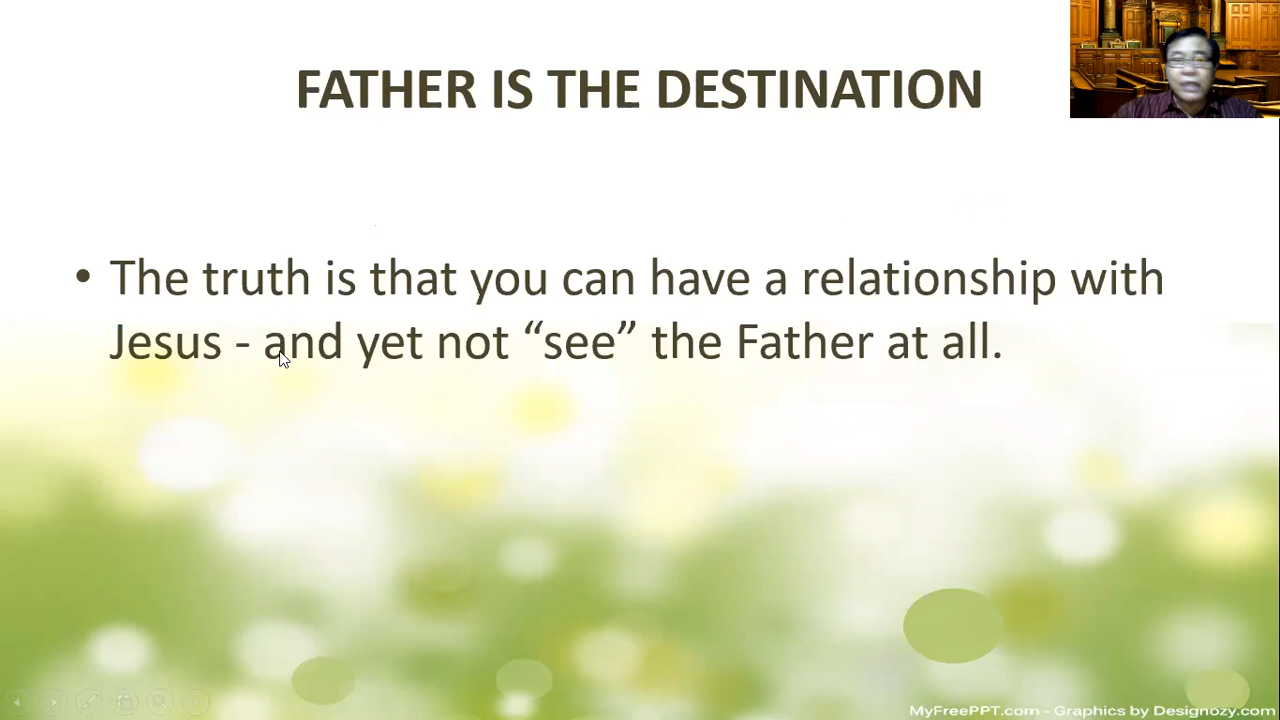 FATHER IS THE DESTINATION
• The truth is that you can have a relationship with
Jesus - and yet not “see” the Father at all.
MyFreePPT.com - Graphics by Designozy.com